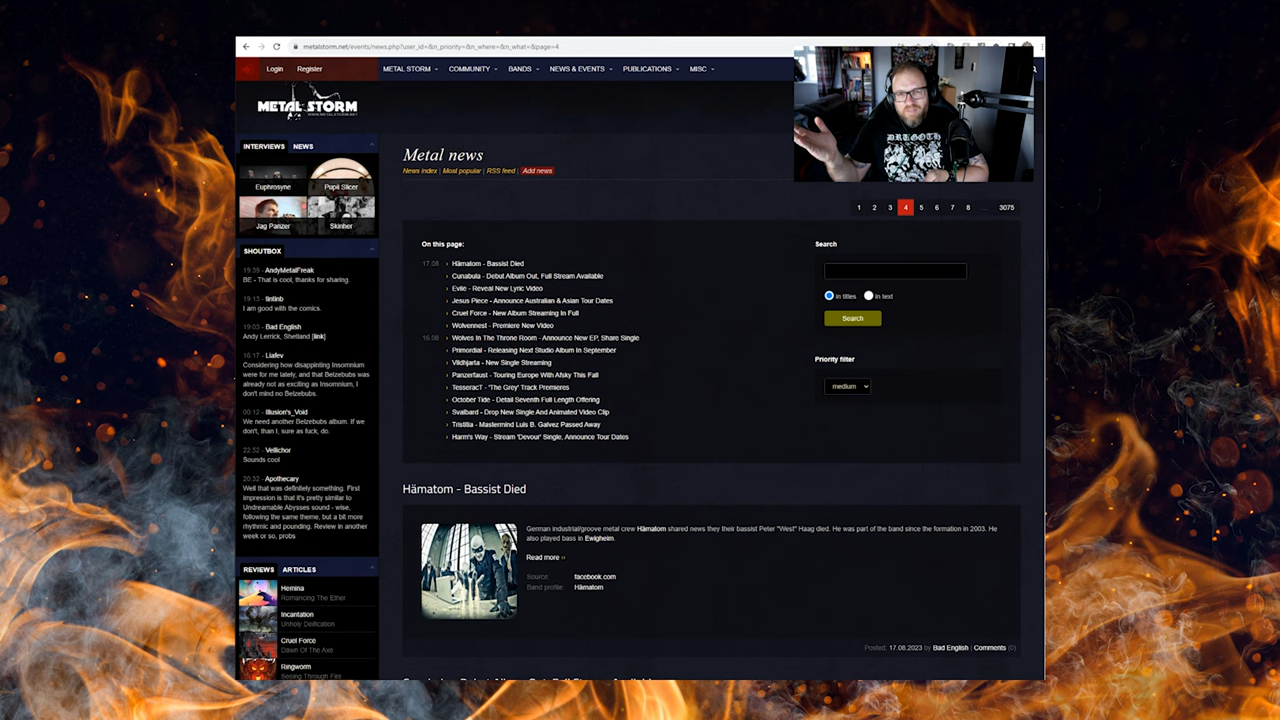 metalstorm.net/events/news.php?user_id=&n_priority=&n_where=&n_what=&page=4
Login Register METAL STORM COMMUNITY BANDS NEWS & EVENTS PUBLICATIONS MISC
METAL STORM
WWW.METALSTORM.NET
DRUGOTH
INTERVIEWS NEWS
Euphrosyne Pupil Slicer
Jag Panzer Skinher
SHOUTBOX
19:39 - AndyMetalFreak
BE - That is cool, thanks for sharing.
19:13 - tintinb
I am good with the comics.
19:03 - Bad English
Andy Lerrick, Shetland [link]
16:17 - Liafev
Considering how disappinting Insomnium
were for me lately, and that Belzebubs was
already not as exciting as Insomnium, I
don't mind no Belzebubs.
00:12 - Illusion's_Void
We need another Belzebubs album. If we
don't, than I, sure as fuck, do.
22:52 - Vellichor
Sounds cool
20:32 - Apothecary
Well that was definitely something. First
impression is that it's pretty similar to
Undreamable Abysses sound - wise,
following the same theme, but a bit more
rhythmic and pounding. Review in another
week or so, probs
REVIEWS ARTICLES
Hemina
Romancing The Ether
Incantation
Unholy Deification
Cruel Force
Dawn Of The Axe
Ringworm
Seeing Through Fire
Metal news
News index | Most popular | RSS feed | Add news
1 2 3 4 5 6 7 8 ... 3075
On this page:
17.08 › Hämatom - Bassist Died
› Cunabula - Debut Album Out, Full Stream Available
› Evile - Reveal New Lyric Video
› Jesus Piece - Announce Australian & Asian Tour Dates
› Cruel Force - New Album Streaming In Full
› Wolvennest - Premiere New Video
16.08 › Wolves In The Throne Room - Announce New EP, Share Single
› Primordial - Releasing Next Studio Album In September
› Vildhjarta - New Single Streaming
› Panzerfaust - Touring Europe With Afsky This Fall
› TesseracT - 'The Grey' Track Premieres
› October Tide - Detail Seventh Full Length Offering
› Svalbard - Drop New Single And Animated Video Clip
› Tristitia - Mastermind Luis B. Galvez Passed Away
› Harm's Way - Stream 'Devour' Single, Announce Tour Dates
Search
in titles in text
Search
Priority filter
medium
Hämatom - Bassist Died
German industrial/groove metal crew Hämatom shared news they their bassist Peter "West" Haag died. He was part of the band since the formation in 2003. He
also played bass in Ewigheim.
Read more ››
Source: facebook.com
Band profile: Hämatom
Posted: 17.08.2023 by Bad English | Comments (0)